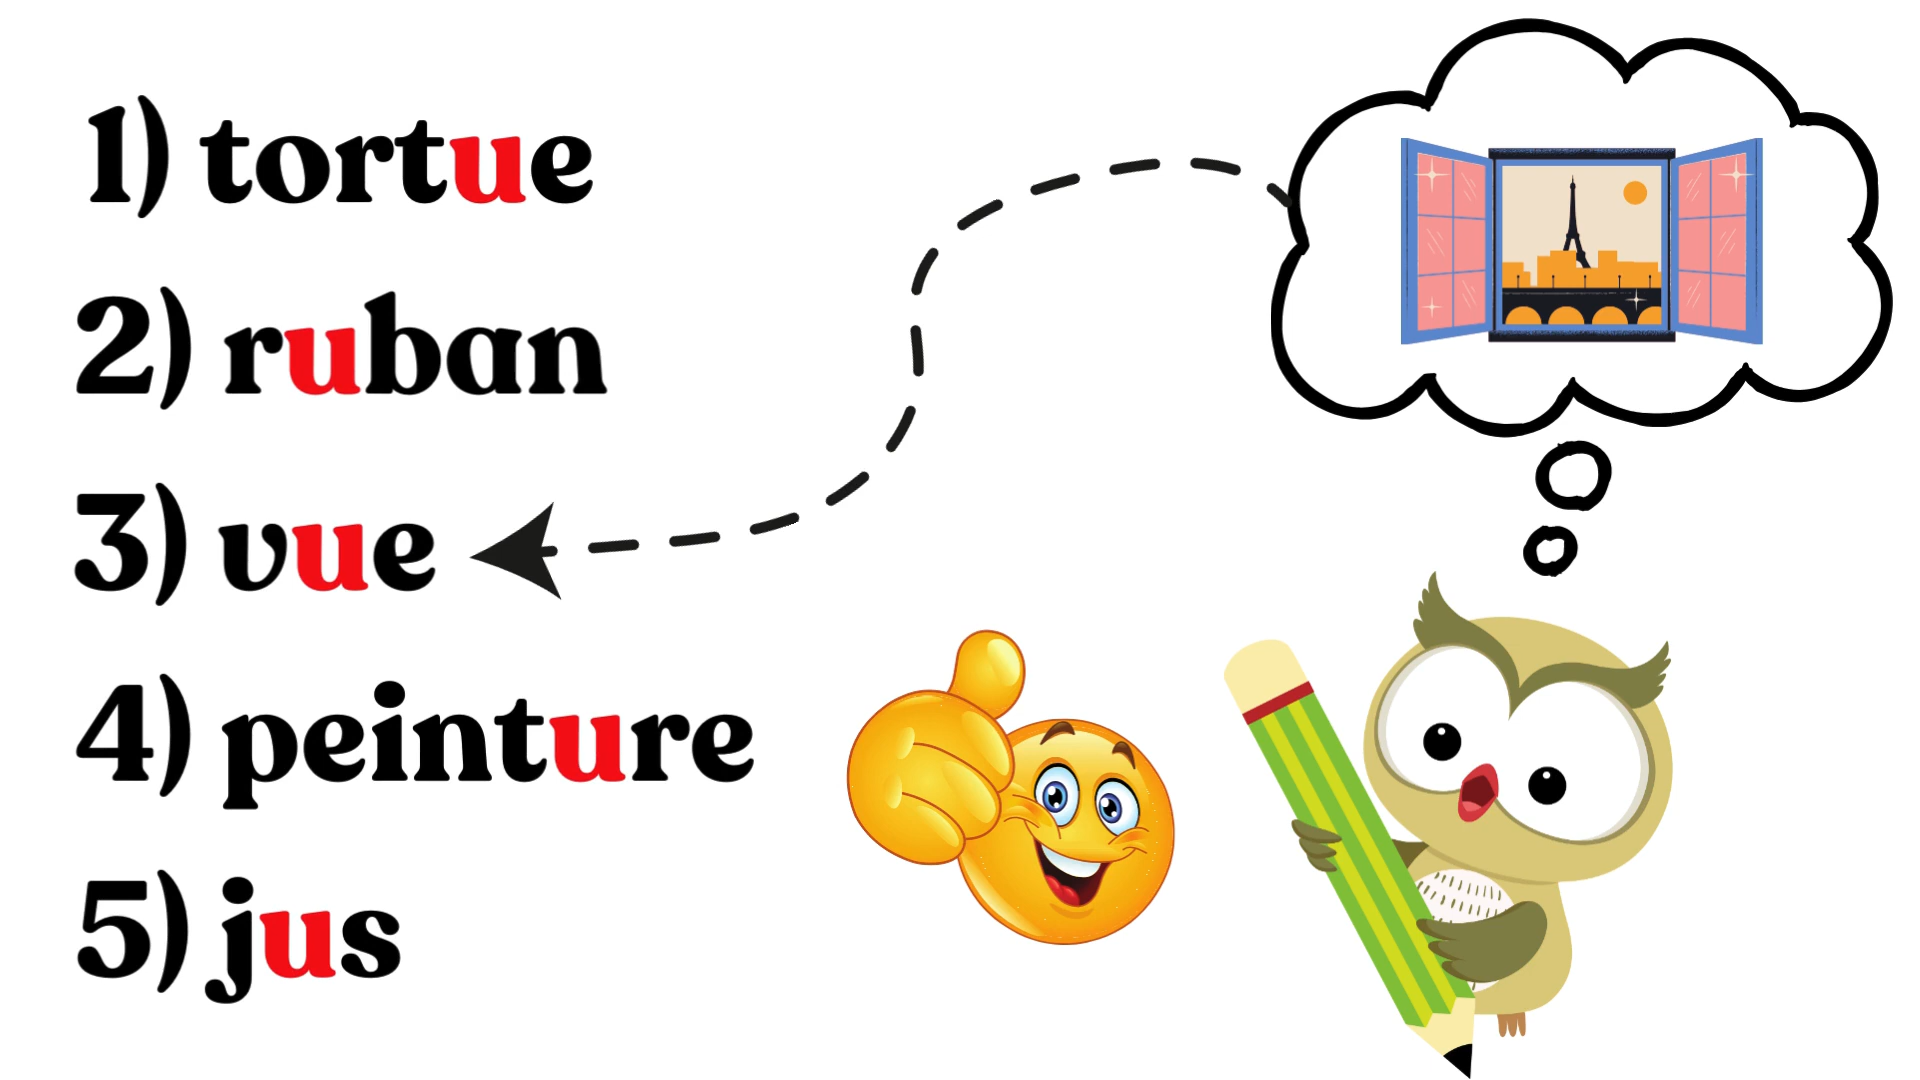 1) tortue
2) ruban
3) vue
4) peinture
5) jus